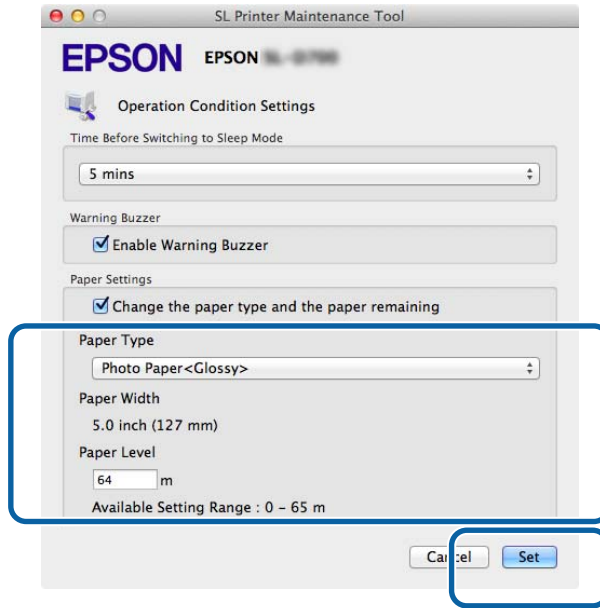 SL Printer Maintenance Tool
EPSON EPSON
Operation Condition Settings
Time Before Switching to Sleep Mode
5 mins
Warning Buzzer
Enable Warning Buzzer
Paper Settings
Change the paper type and the paper remaining
Paper Type
Photo Paper<Glossy>
Paper Width
5.0 inch (127 mm)
Paper Level
64 m
Available Setting Range : 0 – 65 m
Cancel Set